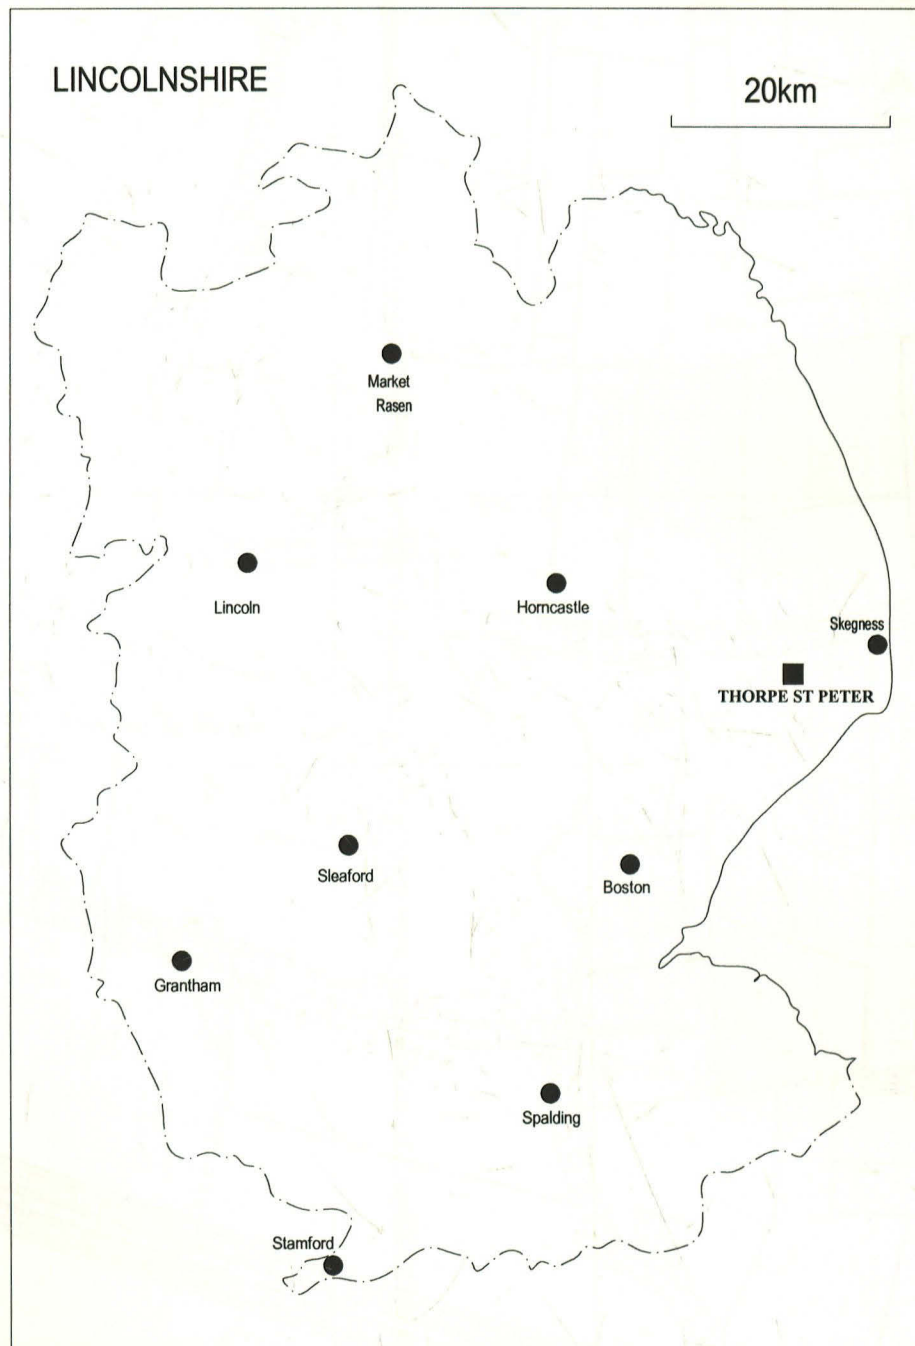 LINCOLNSHIRE
20km
Market
Rasen
Lincoln
Horncastle
Skegness
THORPE ST PETER
Sleaford
Boston
Grantham
Spalding
Stamford